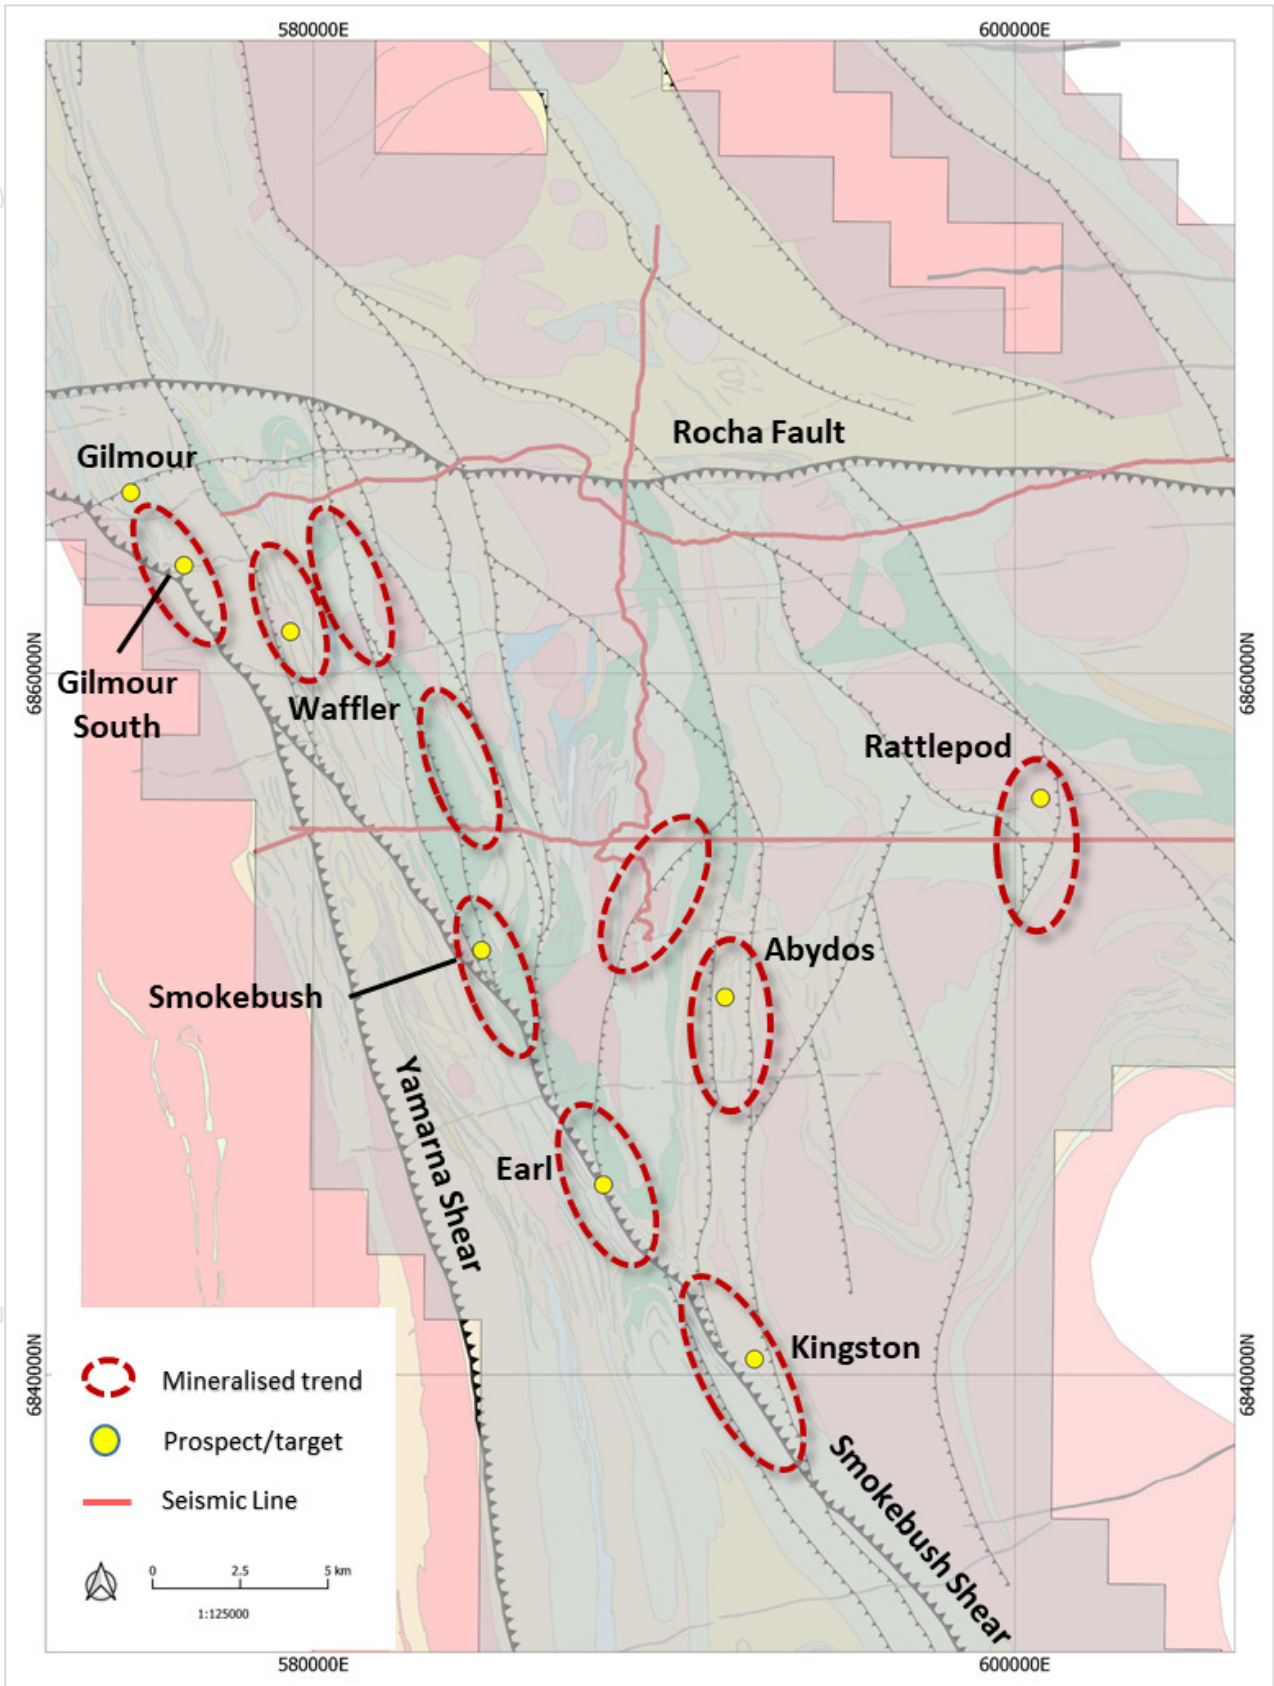 580000E
600000E
Rocha Fault
Gilmour
6860000N
6860000N
Gilmour
South
Waffler
Rattlepod
Abydos
Smokebush
Yamarna Shear
Earl
Kingston
6840000N
6840000N
Mineralised trend
Prospect/target
Seismic Line
Smokebush Shear
0 2.5 5 km
1:125000
580000E
600000E